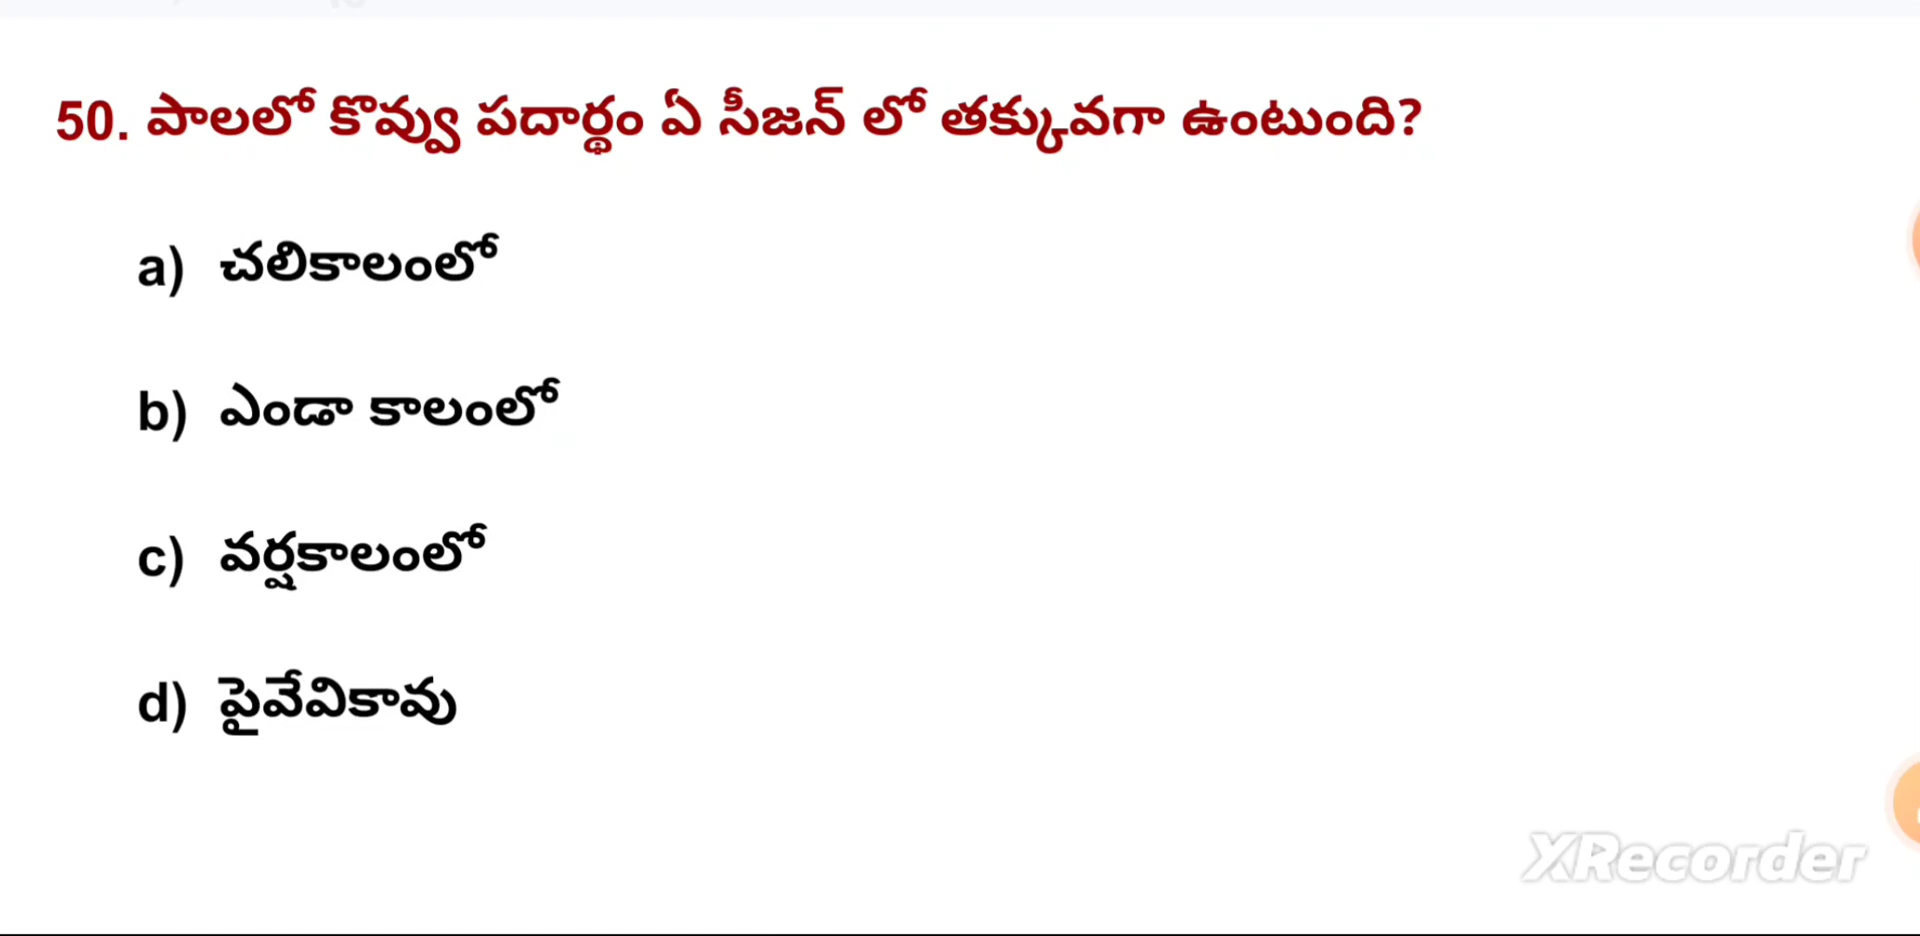 50. పాలలో కొవ్వు పదార్థం ఏ సీజన్ లో తక్కువగా ఉంటుంది?
a) చలికాలంలో
b) ఎండా కాలంలో
c) వర్షకాలంలో
d) పైవేవికావు
XRecorder